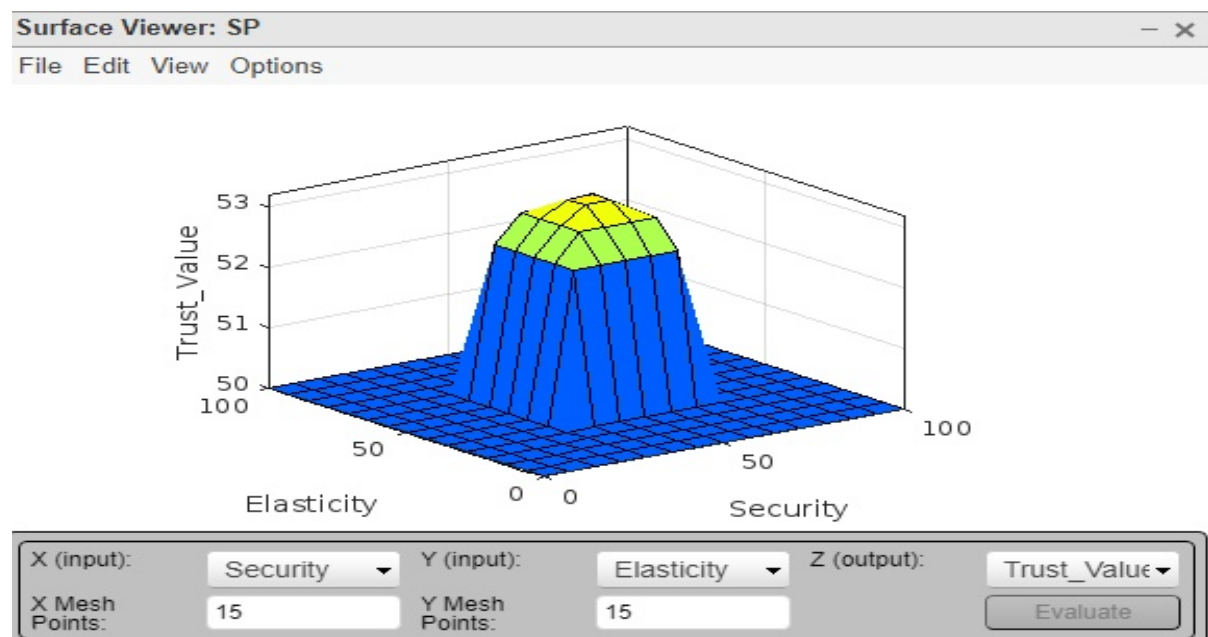 Surface Viewer: SP
File Edit View Options
53
52
51
50
Trust_Value
100
50
0
Elasticity
0
50
100
Security
X (input): Security Y (input): Elasticity Z (output): Trust_Value
X Mesh Points: 15 Y Mesh Points: 15 Evaluate